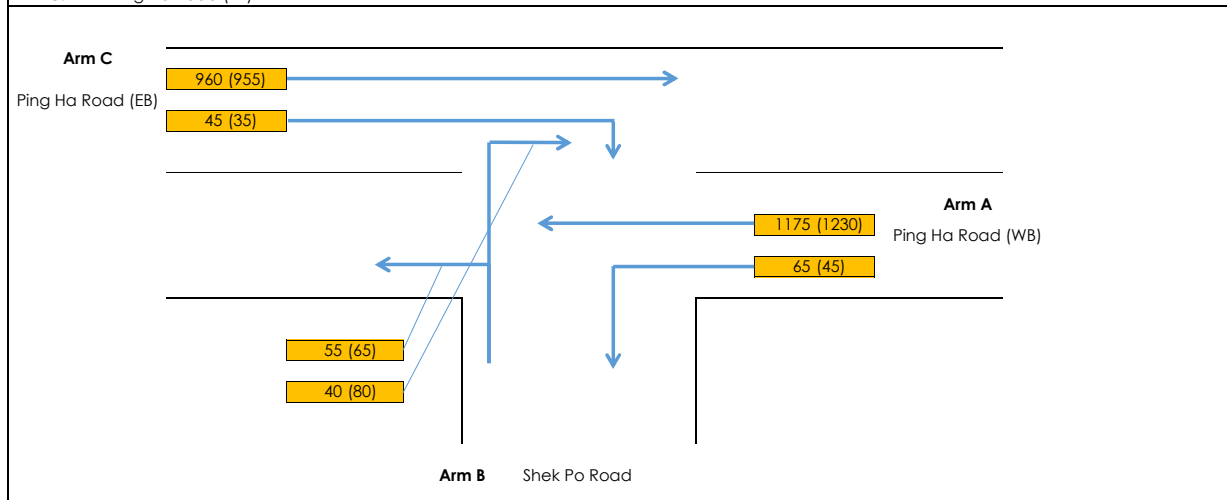 Arm C
960 (955)
Ping Ha Road (EB)
45 (35)
Arm A
1175 (1230)
Ping Ha Road (WB)
65 (45)
55 (65)
40 (80)
Arm B Shek Po Road